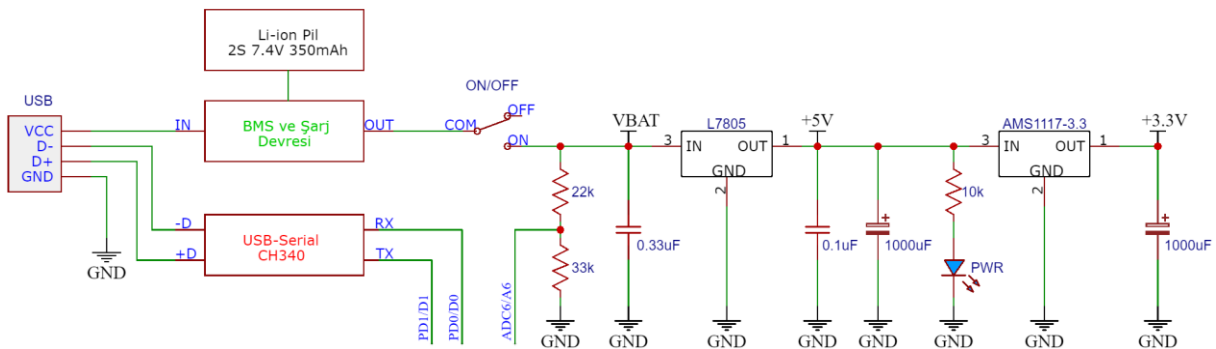 Li-ion Pil
2S 7.4V 350mAh
USB
VCC
D-
D+
GND
IN
BMS ve Şarj
Devresi
OUT
COM
ON/OFF
OFF
ON
GND
-D
+D
USB-Serial
CH340
RX
TX
PD1/D1
PD0/D0
ADC6/A6
22k
33k
GND
VBAT
0.33uF
GND
L7805
3
IN
OUT
1
GND
2
GND
+5V
0.1uF
GND
1000uF
GND
10k
PWR
GND
AMS1117-3.3
3
IN
OUT
1
GND
2
GND
+3.3V
1000uF
GND